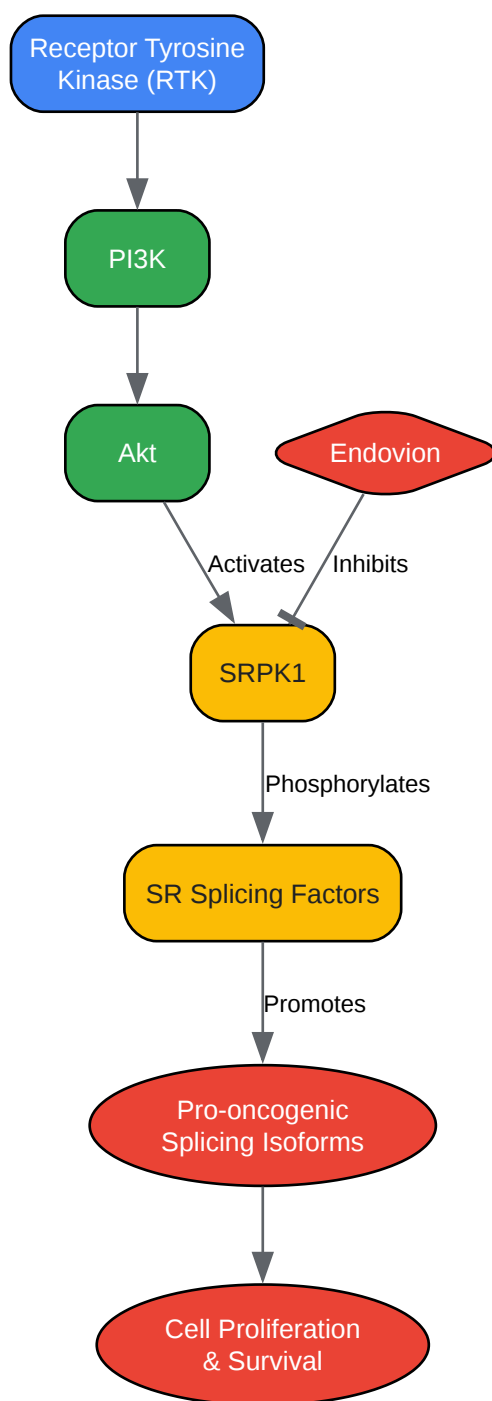 Receptor Tyrosine
Kinase (RTK)
PI3K
Akt
Endovion
Activates
Inhibits
SRPK1
Phosphorylates
SR Splicing Factors
Promotes
Pro-oncogenic
Splicing Isoforms
Cell Proliferation
& Survival